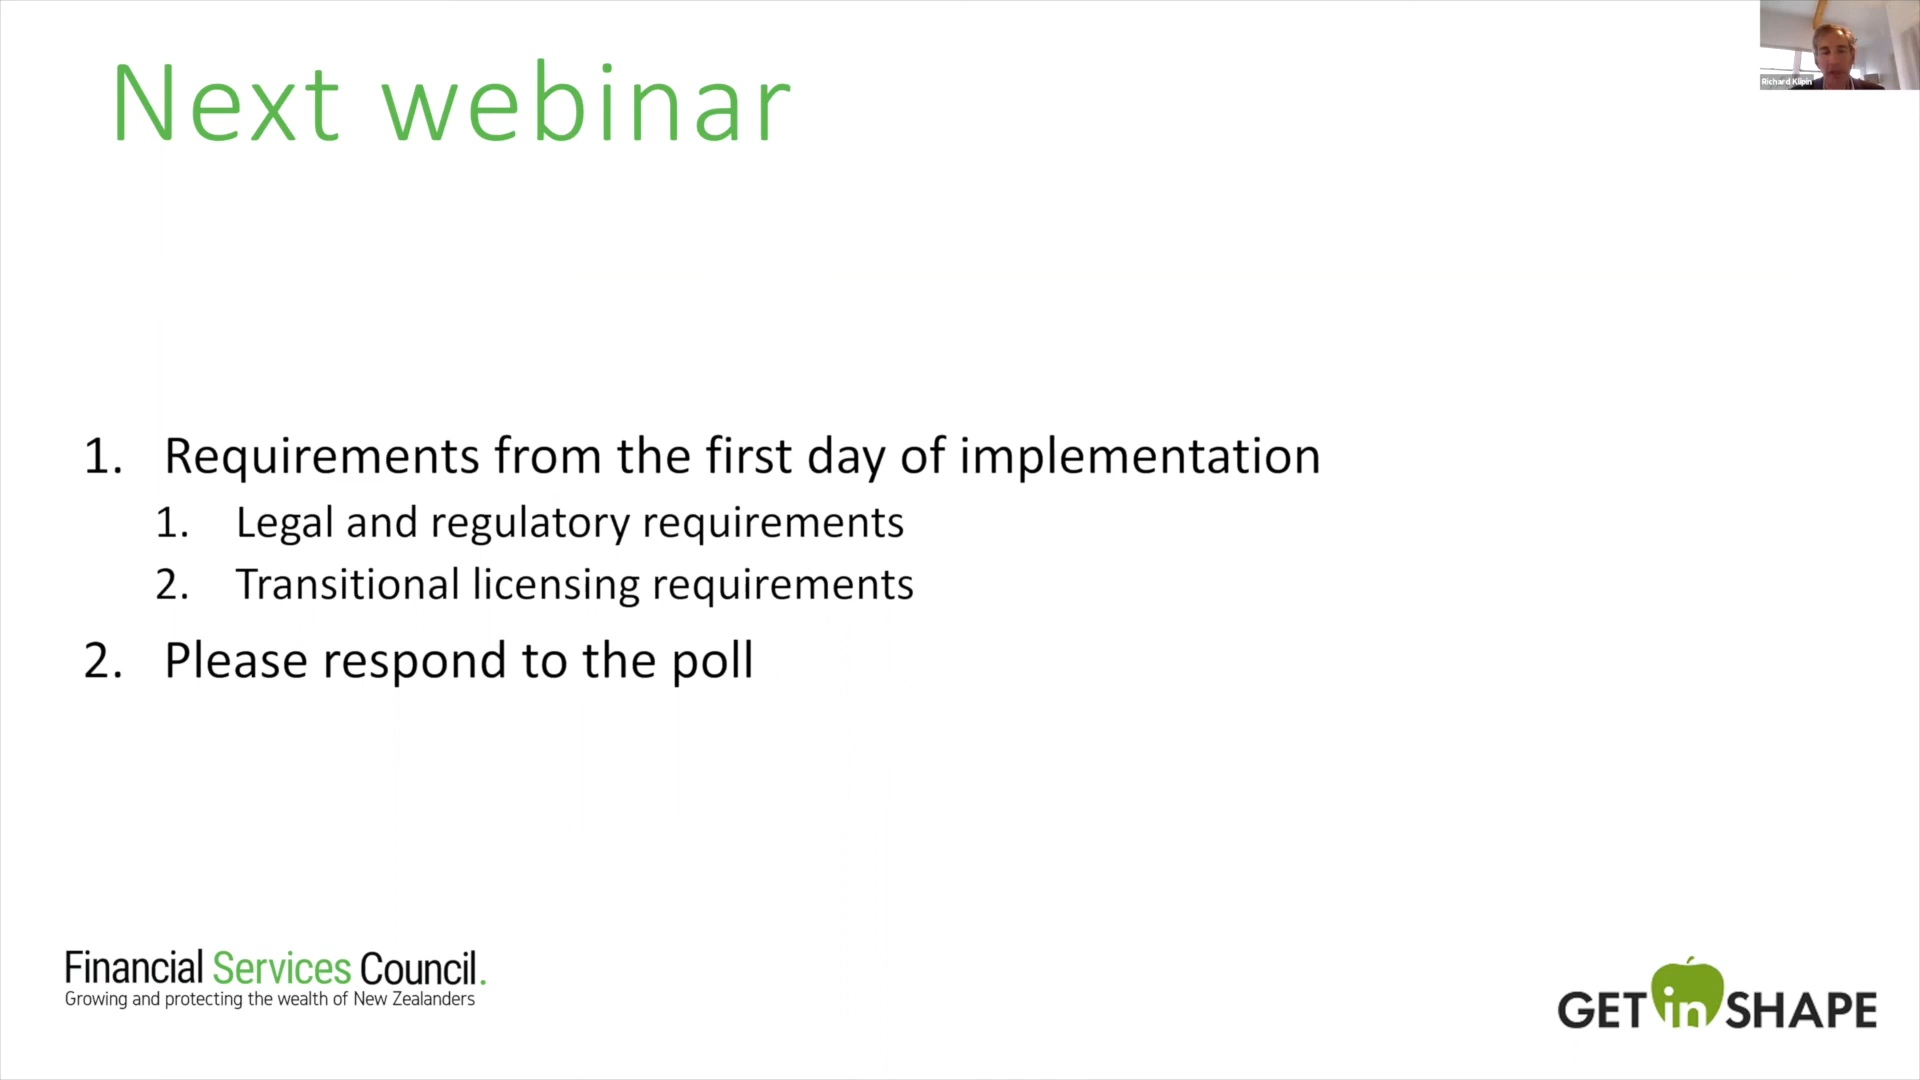 Next webinar
Richard Klipin
1. Requirements from the first day of implementation
1. Legal and regulatory requirements
2. Transitional licensing requirements
2. Please respond to the poll
Financial Services Council.
Growing and protecting the wealth of New Zealanders
GET in SHAPE